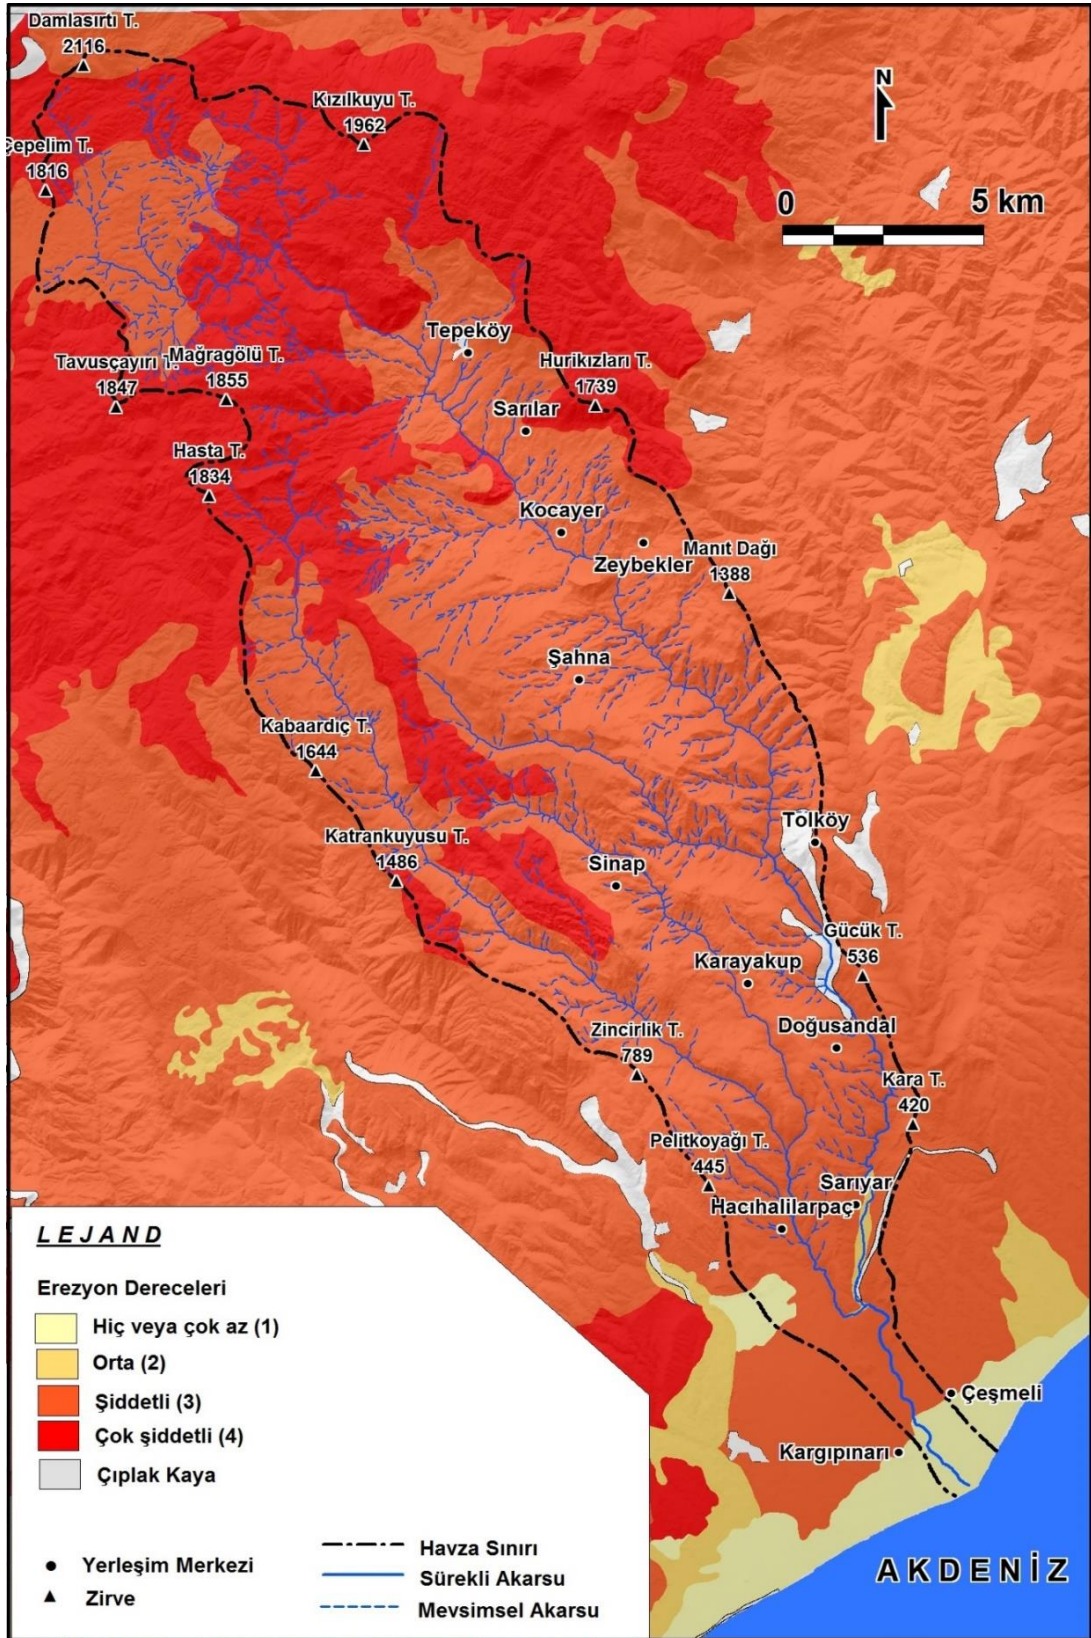 Damlasırtı T.
2116
Kızılkuyu T.
1962
N
Çepelim T.
1816
0 5 km
Tepeköy
Tavusçayırı T.
1847
Mağragölü T.
1855
Hurikızları T.
1739
Sarılar
Hasta T.
1834
Kocayer
Zeybekler
Manıt Dağı
1388
Şahna
Kabaardıç T.
1644
Tolköy
Katrankuyusu T.
1486
Sinap
Gücük T.
536
Karayakup
Doğusandal
Zincirlik T.
789
Kara T.
420
Pelitkoyağı T.
445
Sarıyar
Hacıhalilarpaç
Çeşmeli
Kargıpınarı
AKDENİZ
LEJAND
Erezyon Dereceleri
Hiç veya çok az (1)
Orta (2)
Şiddetli (3)
Çok şiddetli (4)
Çıplak Kaya
Yerleşim Merkezi
Zirve
Havza Sınırı
Sürekli Akarsu
Mevsimsel Akarsu